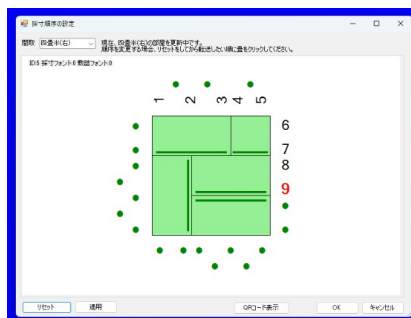 採寸順序の設定
間取 四畳半(右) 現在、四畳半(右)の部屋を更新中です。
順序を変更する場合、リセットをしてから転送したい順に畳をクリックしてください。
ID:5 採寸フォント:6 敷詰フォント:9
1 2 3 4 5
6
7
8
9
リセット 適用 QRコード表示 OK キャンセル